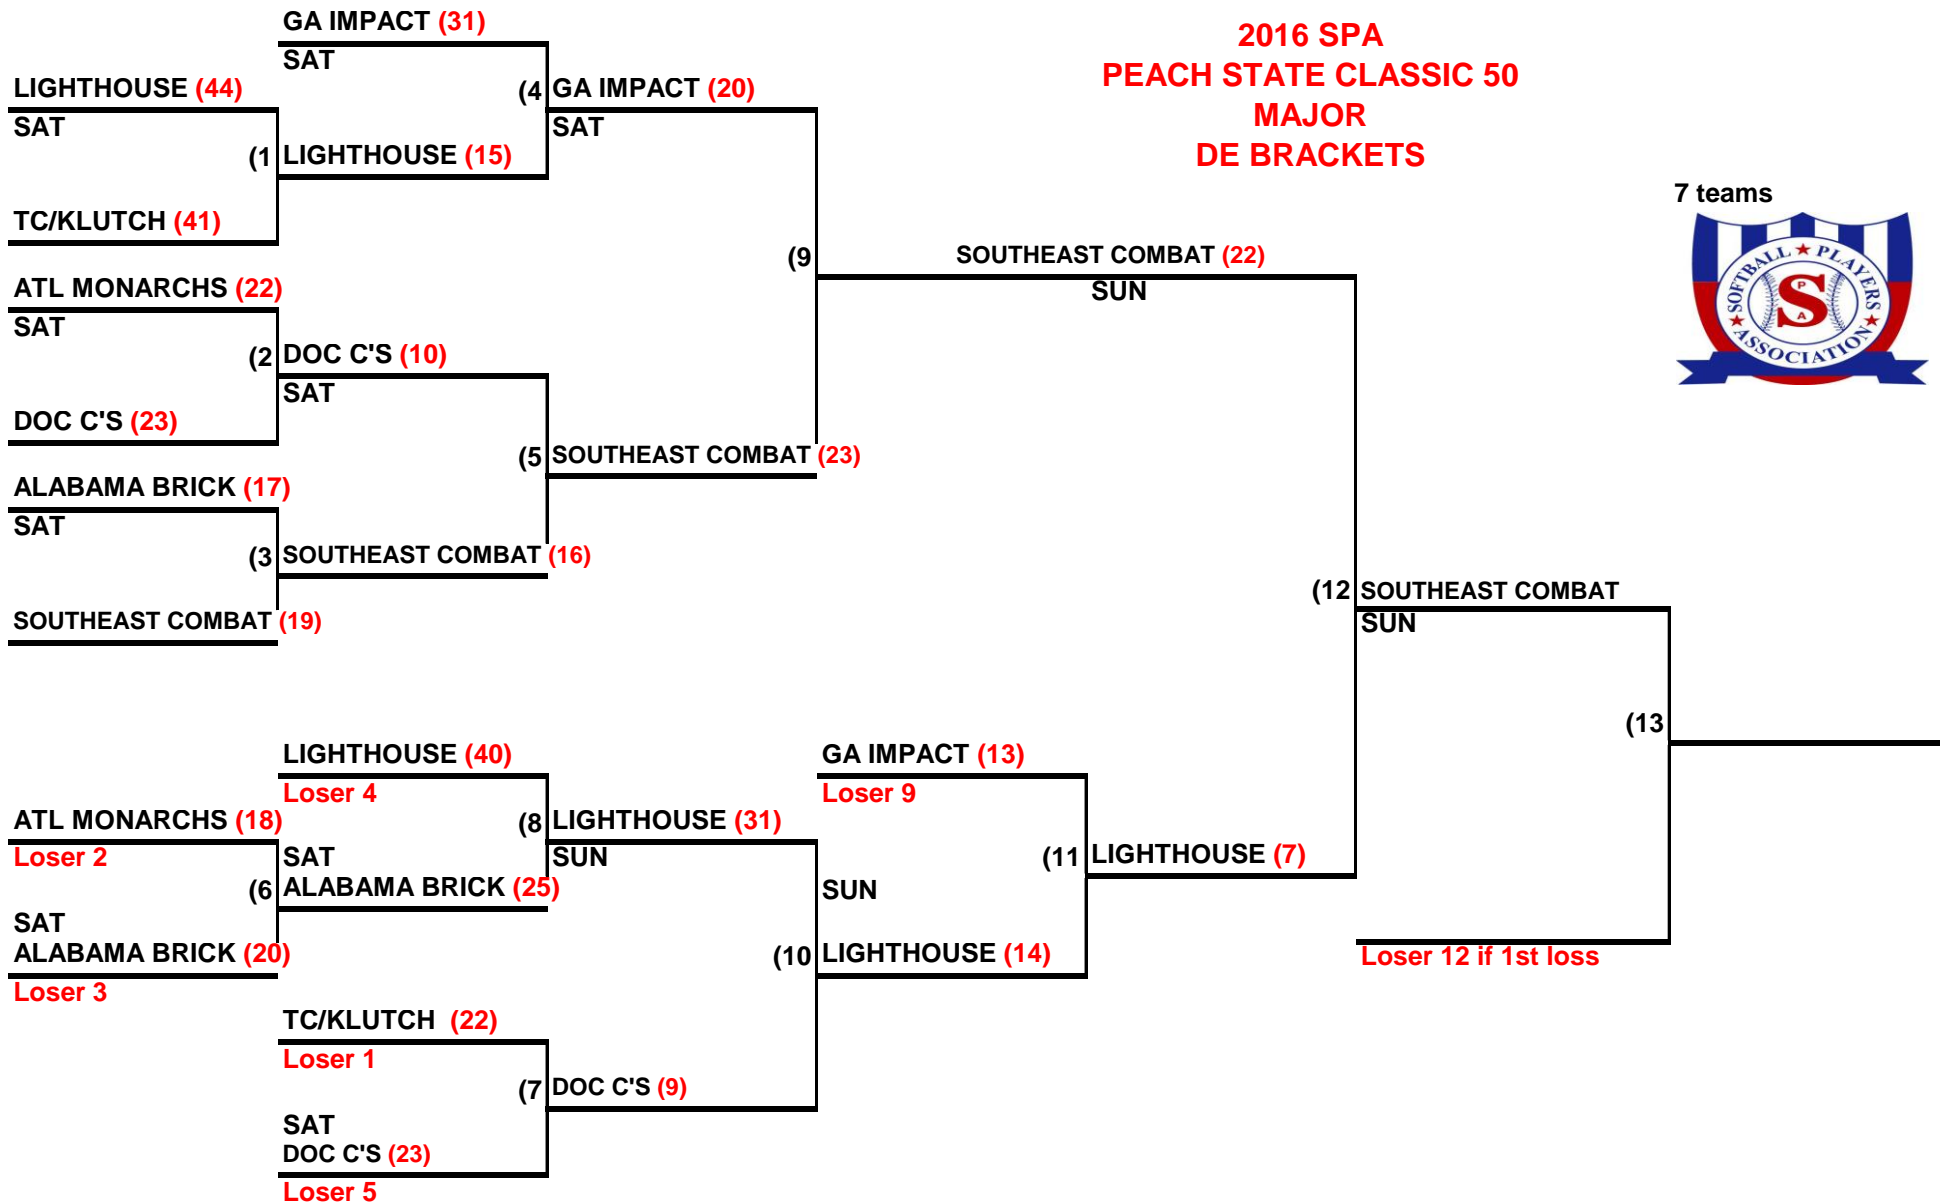 GA IMPACT (31)
SAT
2016 SPA
PEACH STATE CLASSIC 50
MAJOR
DE BRACKETS
LIGHTHOUSE (44)
SAT
(4 GA IMPACT (20)
SAT
(1 LIGHTHOUSE (15)
7 teams
TC/KLUTCH (41)
SOFTBALL ★ PLAYERS ★ ASSOCIATION ★
S
P
A
(9 SOUTHEAST COMBAT (22)
SUN
ATL MONARCHS (22)
SAT
(2 DOC C'S (10)
SAT
DOC C'S (23)
(5 SOUTHEAST COMBAT (23)
ALABAMA BRICK (17)
SAT
(3 SOUTHEAST COMBAT (16)
(12 SOUTHEAST COMBAT
SUN
SOUTHEAST COMBAT (19)
(13
LIGHTHOUSE (40)
Loser 4
GA IMPACT (13)
Loser 9
ATL MONARCHS (18)
Loser 2
(8 LIGHTHOUSE (31)
SUN
SAT
(6 ALABAMA BRICK (25)
(11 LIGHTHOUSE (7)
SUN
SAT
ALABAMA BRICK (20)
Loser 3
(10 LIGHTHOUSE (14)
Loser 12 if 1st loss
TC/KLUTCH (22)
Loser 1
(7 DOC C'S (9)
SAT
DOC C'S (23)
Loser 5